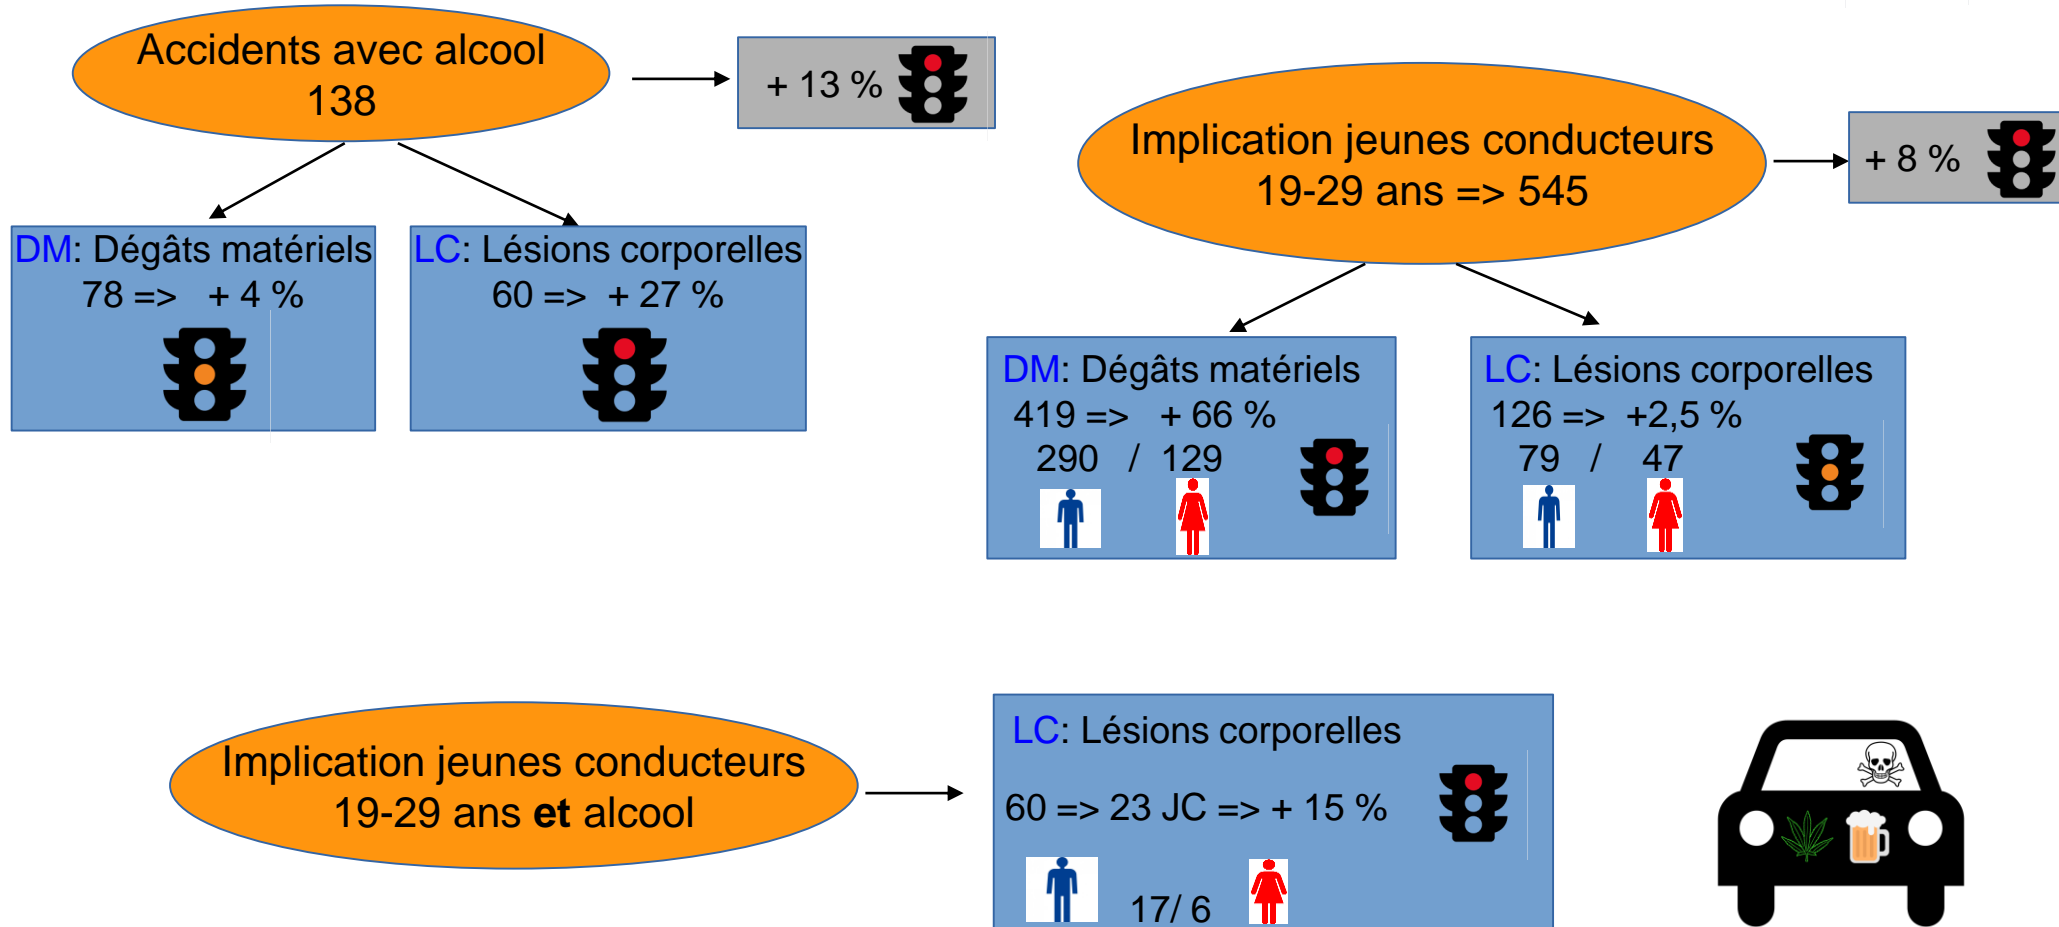 Accidents avec alcool
138
+ 13 %
DM: Dégâts matériels
78 => + 4 %
LC: Lésions corporelles
60 => + 27 %
Implication jeunes conducteurs
19-29 ans => 545
+ 8 %
DM: Dégâts matériels
419 => + 66 %
290 / 129
LC: Lésions corporelles
126 => +2,5 %
79 / 47
Implication jeunes conducteurs
19-29 ans et alcool
LC: Lésions corporelles
60 => 23 JC => + 15 %
17/ 6